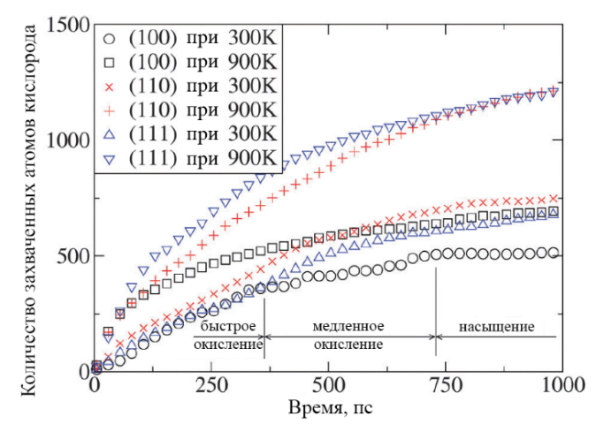 1500
1000
500
0
Количество захваченных атомов кислорода
(100) при 300K
(100) при 900K
(110) при 300K
(110) при 900K
(111) при 300K
(111) при 900K
быстрое
окисление
медленное
окисление
насыщение
0 250 500 750 1000
Время, пс